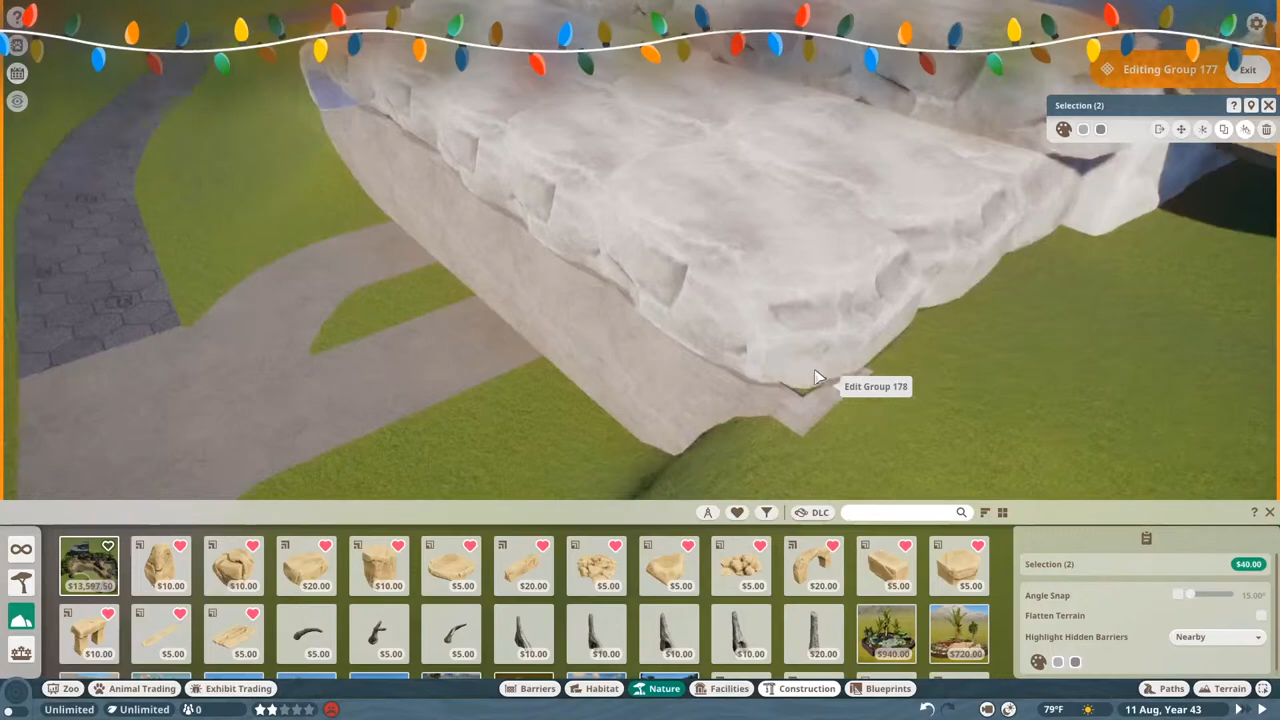 ?
Editing Group 177
Exit
Selection (2)
?
Edit Group 178
DLC
?
$13,597.50
$10.00
$10.00
$20.00
$10.00
$5.00
$20.00
$5.00
$5.00
$5.00
$20.00
$5.00
$5.00
Selection (2)
$40.00
Angle Snap
15.00°
Flatten Terrain
Highlight Hidden Barriers
Nearby
$10.00
$5.00
$5.00
$5.00
$5.00
$5.00
$10.00
$10.00
$10.00
$10.00
$20.00
$940.00
$720.00
Zoo
Animal Trading
Exhibit Trading
Barriers
Habitat
Nature
Facilities
Construction
Blueprints
Paths
Terrain
Unlimited
Unlimited
0
79°F
11 Aug, Year 43